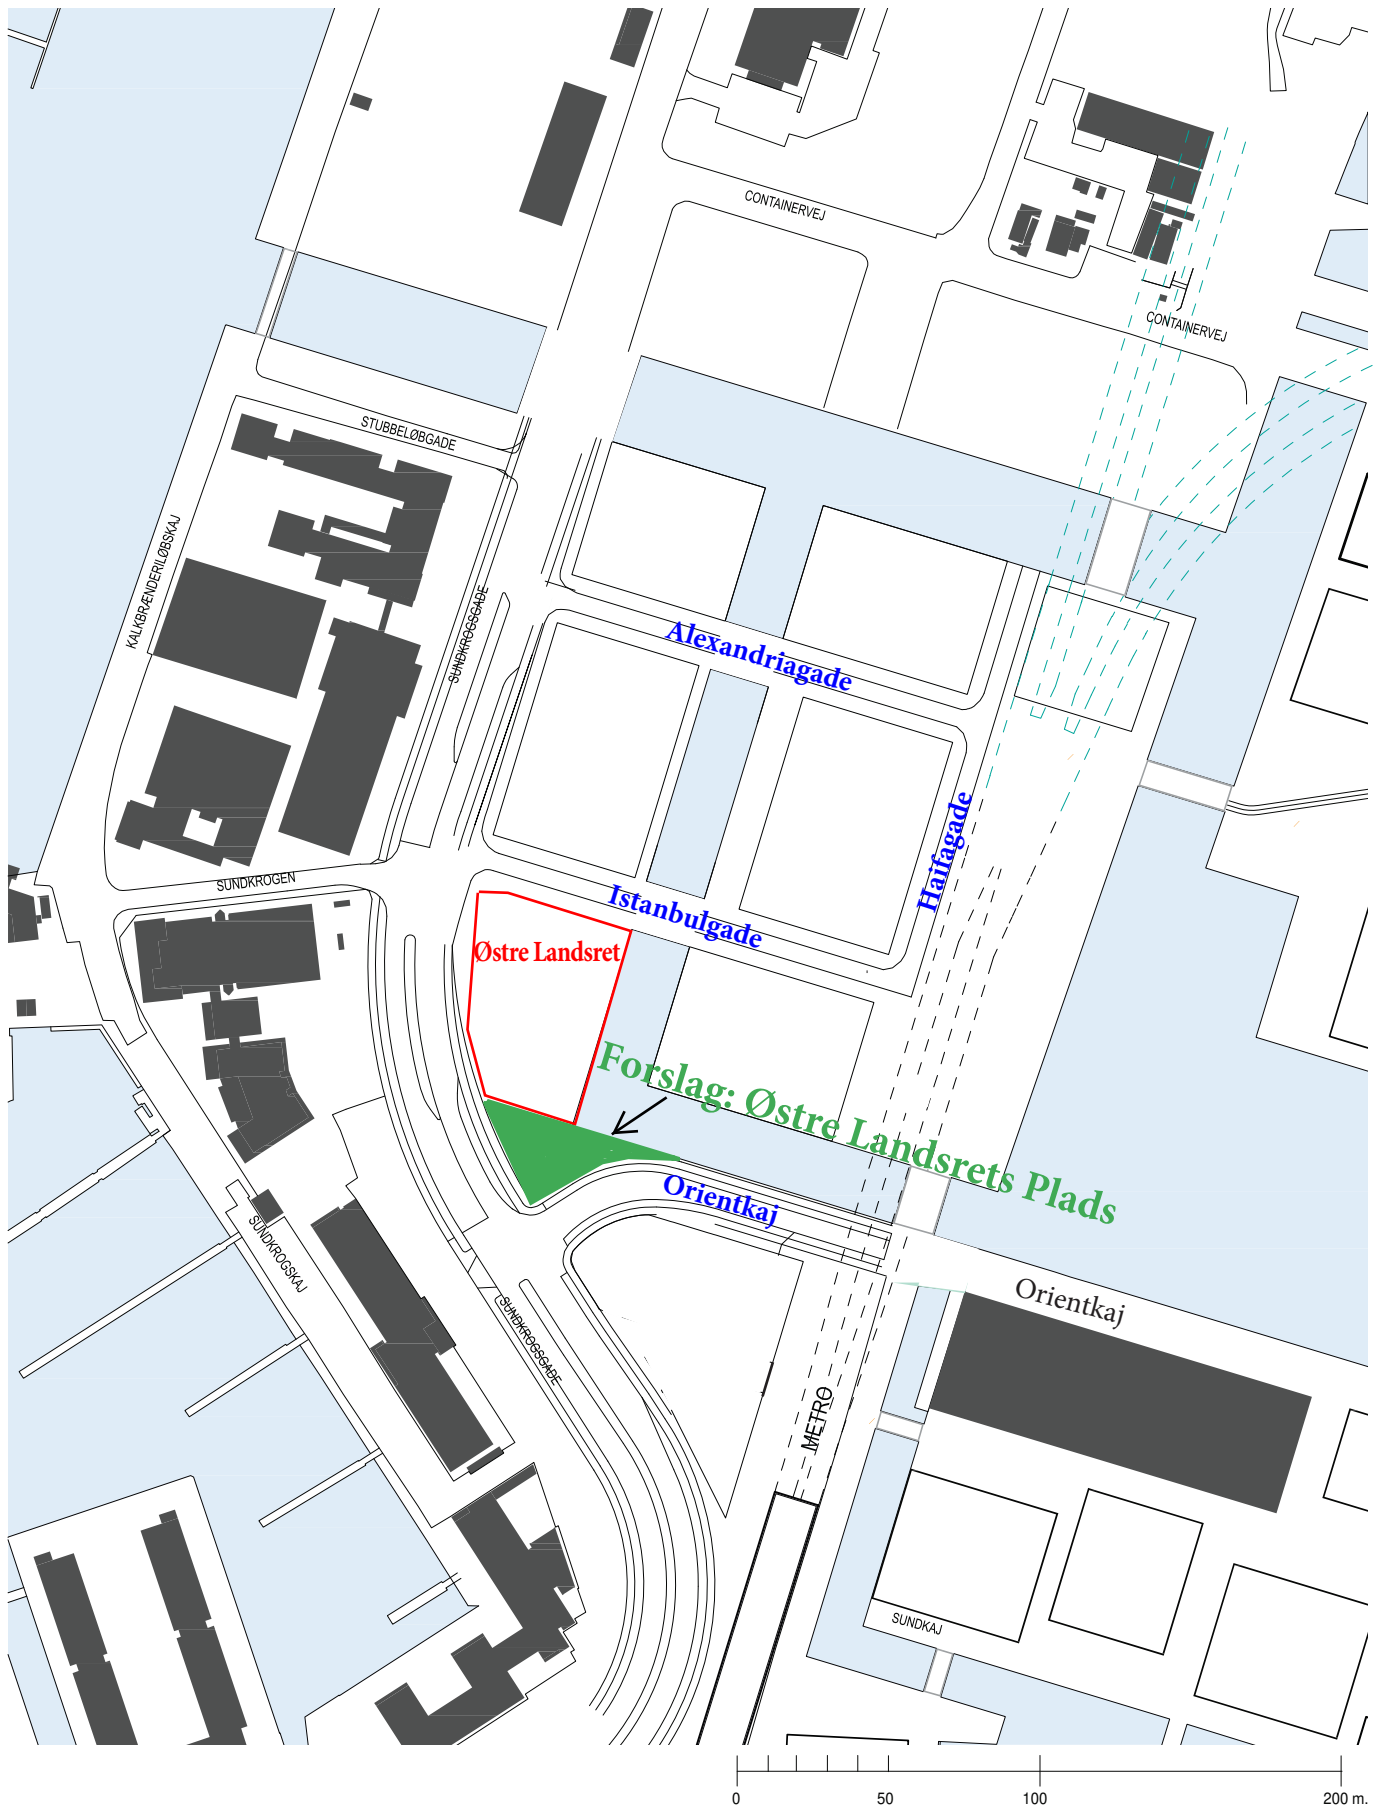 CONTAINERVEJ
CONTAINERVEJ
STUBBELØBGADE
KALKBRÆNDERILØBSKAJ
SUNDKROGSGADE
Alexandriagade
Haifagade
SUNDKROGEN
Istanbulgade
Østre Landsret
Forslag: Østre Landsrets Plads
Orientkaj
SUNDKROGSKAJ
Orientkaj
SUNDKROGSGADE
METRO
SUNDKAJ
0 50 100 200 m.